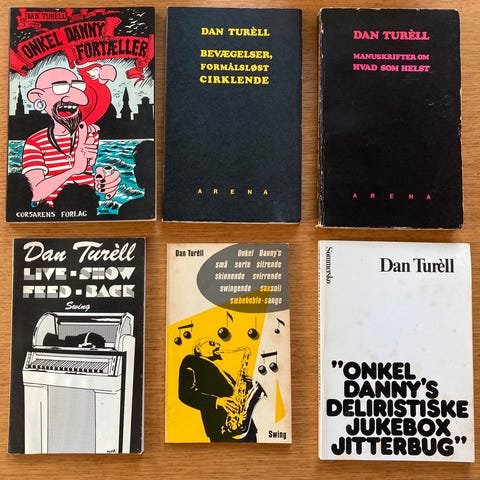 DAN TURÈLL
ONKEL DANNY
FORTÆLLER
CORSARENS FORLAG
DAN TURÈLL
BEVÆGELSER,
FORMÅLSLØST
CIRKLENDE
ARENA
DAN TURÈLL
MANUSKRIFTER OM
HVAD SOM HELST
ARENA
Dan Turèll
LIVE-SHOW
FEED-BACK
Swing
Dan Turèll
Onkel Danny's
små sorte sitrende
skinnende svirrende
swingende saxsoli
sæbeboble-sange
Swing
Sommersko
Dan Turèll
"ONKEL
DANNY'S
DELIRISTISKE
JUKEBOX
JITTERBUG"